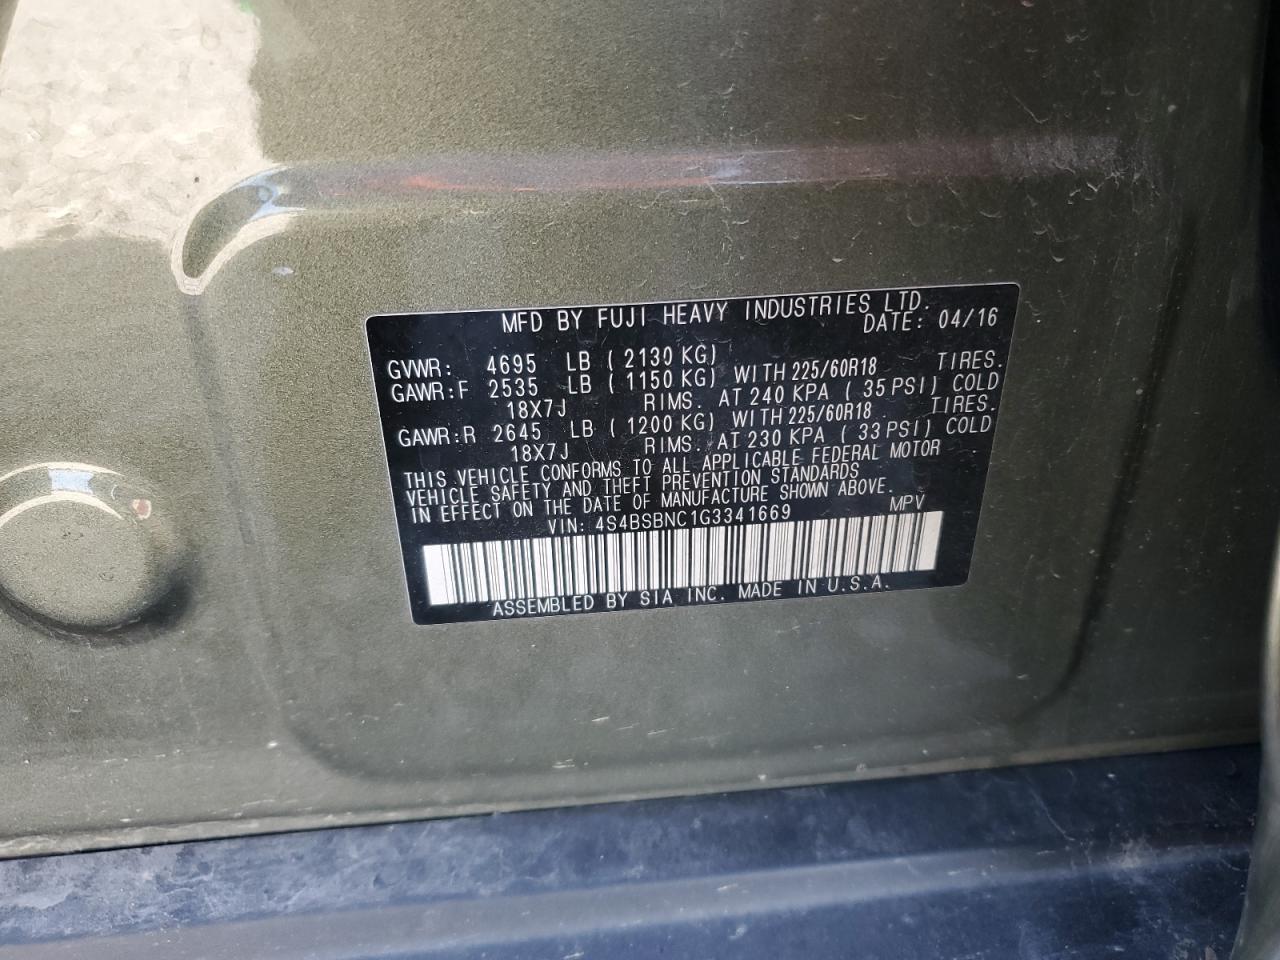 MFD BY FUJI HEAVY INDUSTRIES LTD.
DATE: 04/16
GVWR: 4695 LB ( 2130 KG)
GAWR:F 2535 LB ( 1150 KG) WITH 225/60R18 TIRES.
18X7J RIMS. AT 240 KPA ( 35 PSI) COLD
GAWR:R 2645 LB ( 1200 KG) WITH 225/60R18 TIRES.
18X7J RIMS. AT 230 KPA ( 33 PSI) COLD
THIS VEHICLE CONFORMS TO ALL APPLICABLE FEDERAL MOTOR
VEHICLE SAFETY AND THEFT PREVENTION STANDARDS
IN EFFECT ON THE DATE OF MANUFACTURE SHOWN ABOVE.
VIN: 4S4BSBNC1G3341669 MPV
ASSEMBLED BY SIA INC. MADE IN U.S.A.